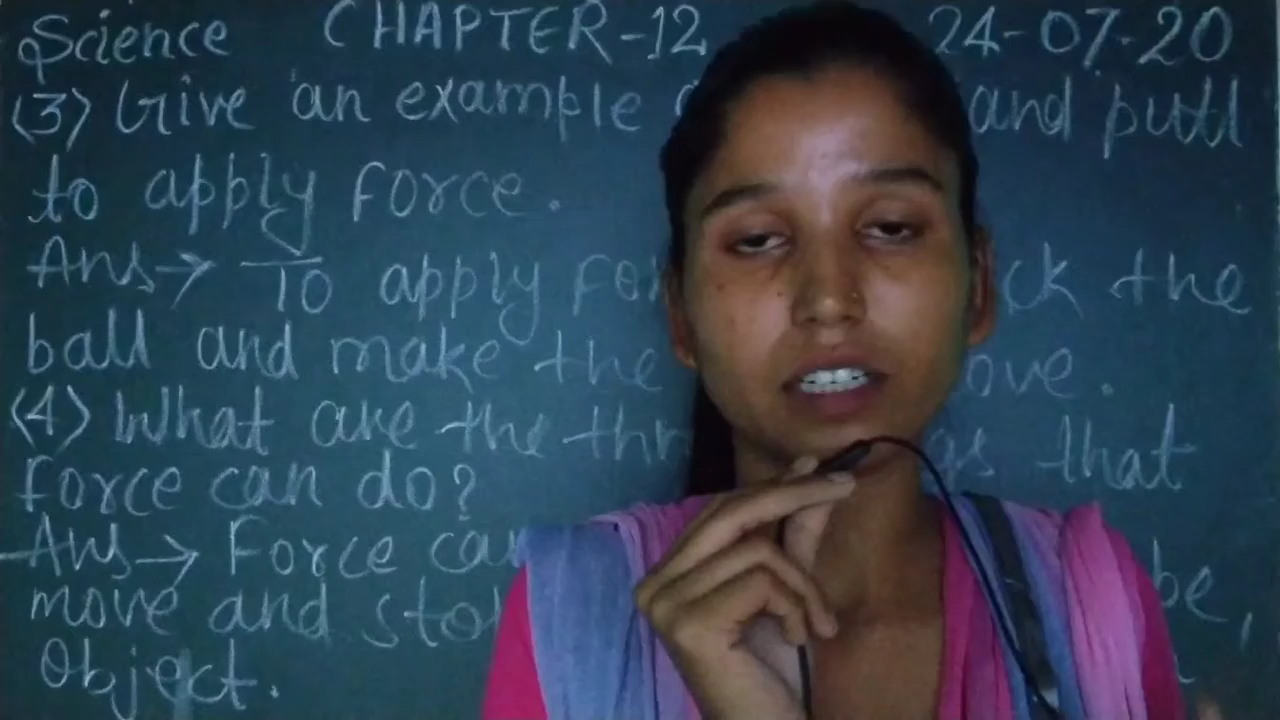 Science CHAPTER-12 24-07-20
(3) Give an example and pull
to apply force.
Ans→ To apply ck the
ball and make the ove.
(4) What are the that
force can do?
Ans→ Force be,
move and
Object.